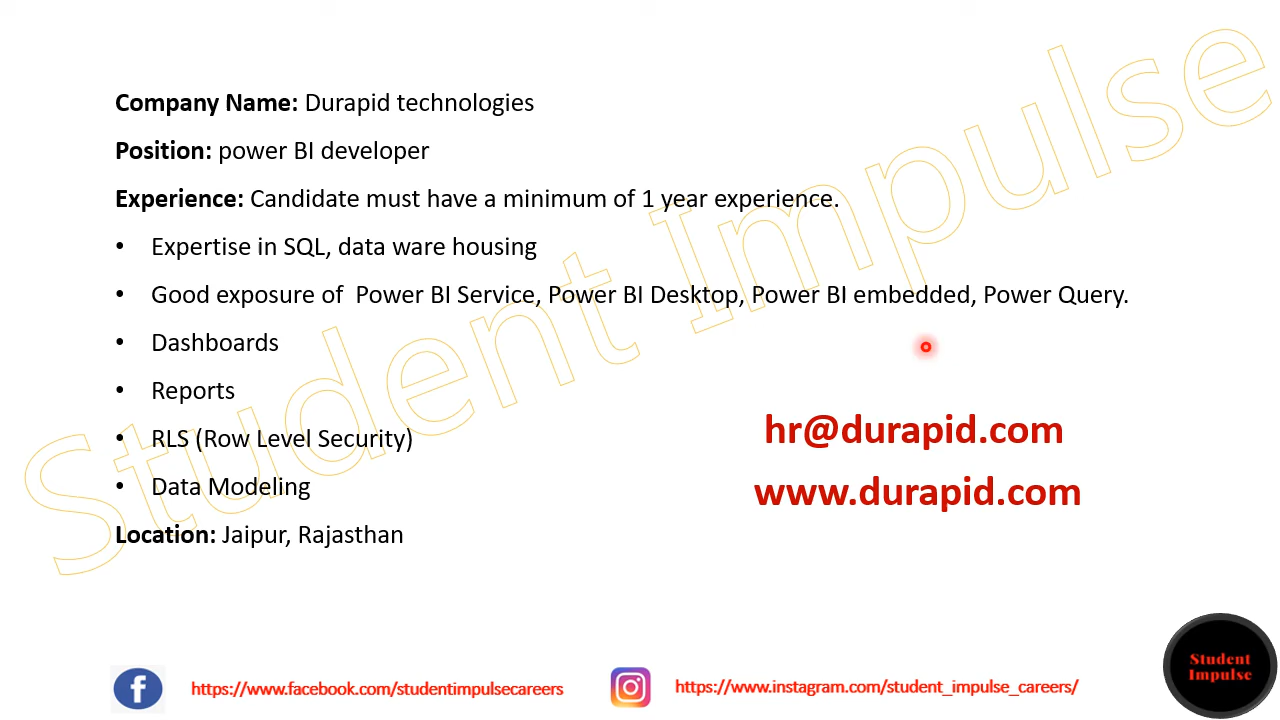 Company Name: Durapid technologies
Position: power BI developer
Experience: Candidate must have a minimum of 1 year experience.
• Expertise in SQL, data ware housing
• Good exposure of  Power BI Service, Power BI Desktop, Power BI embedded, Power Query.
• Dashboards
• Reports
• RLS (Row Level Security)
• Data Modeling
Location: Jaipur, Rajasthan
hr@durapid.com
www.durapid.com
Student Impulse
https://www.facebook.com/studentimpulsecareers
https://www.instagram.com/student_impulse_careers/
Student
Impulse